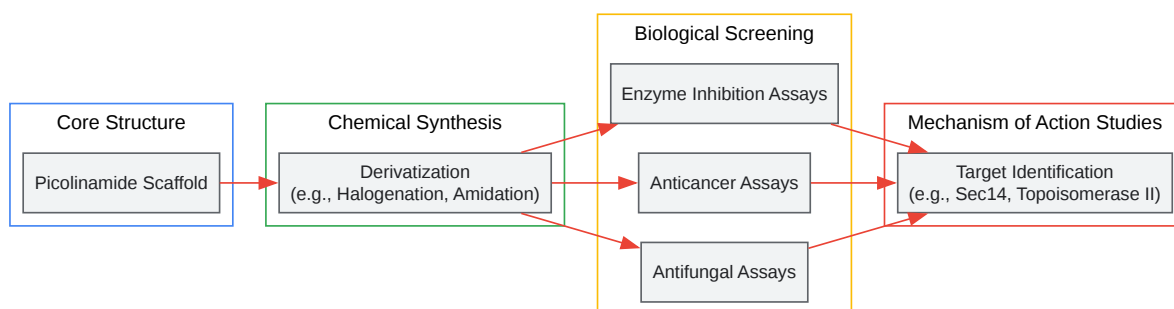 Core Structure
Picolinamide Scaffold
Chemical Synthesis
Derivatization
(e.g., Halogenation, Amidation)
Biological Screening
Enzyme Inhibition Assays
Anticancer Assays
Antifungal Assays
Mechanism of Action Studies
Target Identification
(e.g., Sec14, Topoisomerase II)